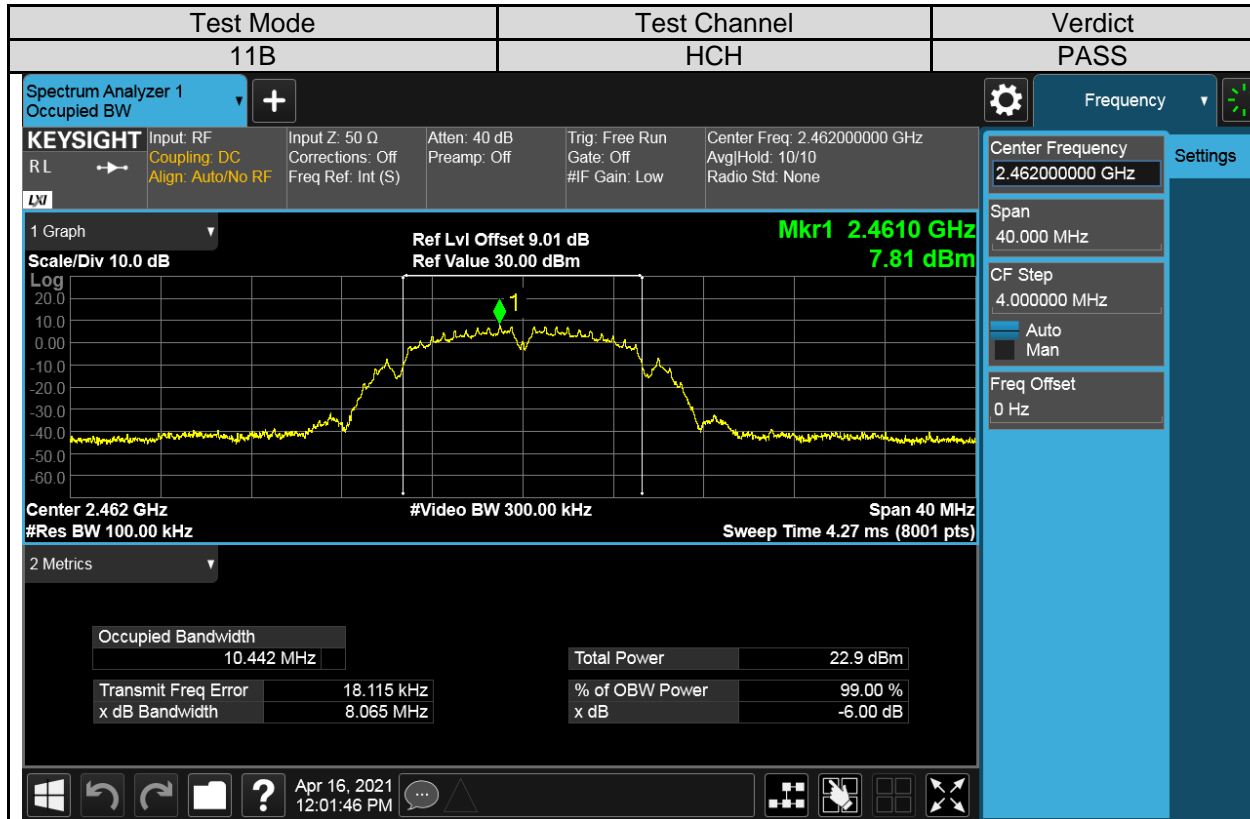 Test Mode Test Channel Verdict
11B HCH PASS
Spectrum Analyzer 1
Occupied BW
+
Frequency
KEYSIGHT Input: RF Input Z: 50 Ω Atten: 40 dB Trig: Free Run Center Freq: 2.462000000 GHz
RL Coupling: DC Corrections: Off Preamp: Off Gate: Off Avg|Hold: 10/10
Align: Auto/No RF Freq Ref: Int (S) #IF Gain: Low Radio Std: None
LXI
Center Frequency
2.462000000 GHz
Settings
Span
40.000 MHz
CF Step
4.000000 MHz
Auto
Man
Freq Offset
0 Hz
1 Graph
Ref Lvl Offset 9.01 dB
Mkr1 2.4610 GHz
Scale/Div 10.0 dB Ref Value 30.00 dBm 7.81 dBm
Log
20.0
10.0
0.00
-10.0
-20.0
-30.0
-40.0
-50.0
-60.0
1
Center 2.462 GHz #Video BW 300.00 kHz Span 40 MHz
#Res BW 100.00 kHz Sweep Time 4.27 ms (8001 pts)
2 Metrics
Occupied Bandwidth
10.442 MHz
Total Power 22.9 dBm
Transmit Freq Error 18.115 kHz % of OBW Power 99.00 %
x dB Bandwidth 8.065 MHz x dB -6.00 dB
?
Apr 16, 2021
12:01:46 PM